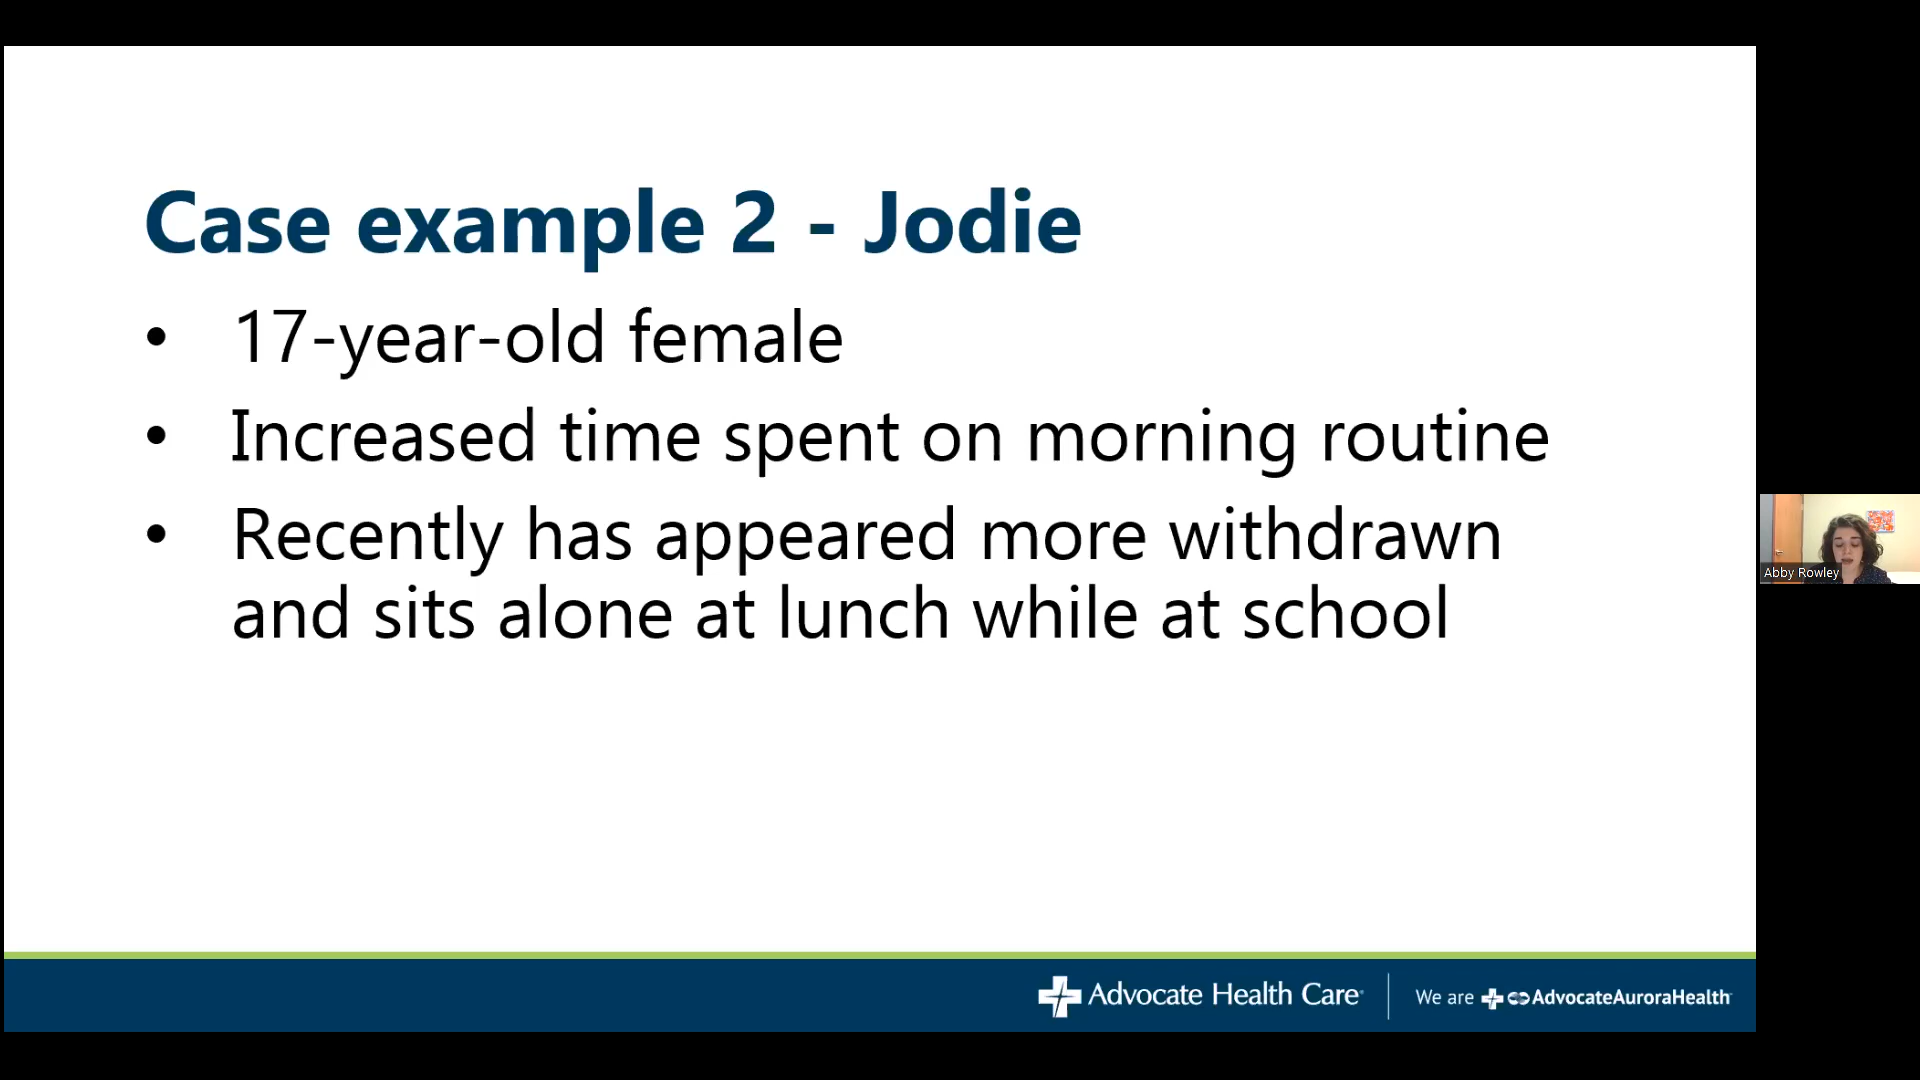 Case example 2 - Jodie
• 17-year-old female
• Increased time spent on morning routine
• Recently has appeared more withdrawn
and sits alone at lunch while at school
Abby Rowley
Advocate Health Care
We are AdvocateAuroraHealth